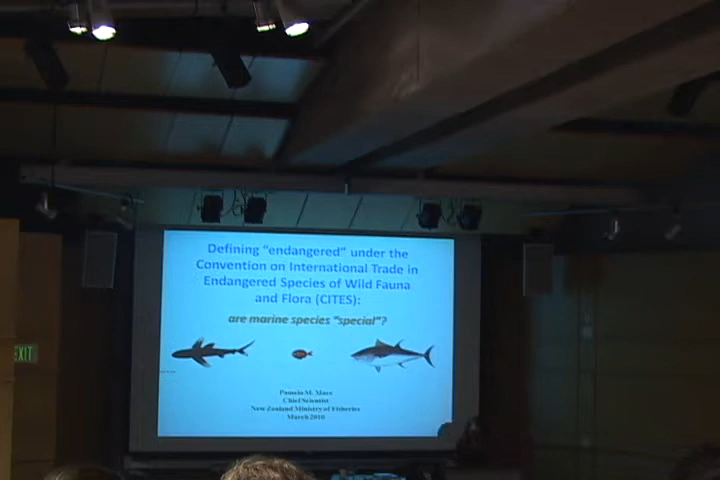 Defining "endangered" under the
Convention on International Trade in
Endangered Species of Wild Fauna
and Flora (CITES):
are marine species "special"?
Pamela M. Mace
Chief Scientist
New Zealand Ministry of Fisheries
March 2010
EXIT